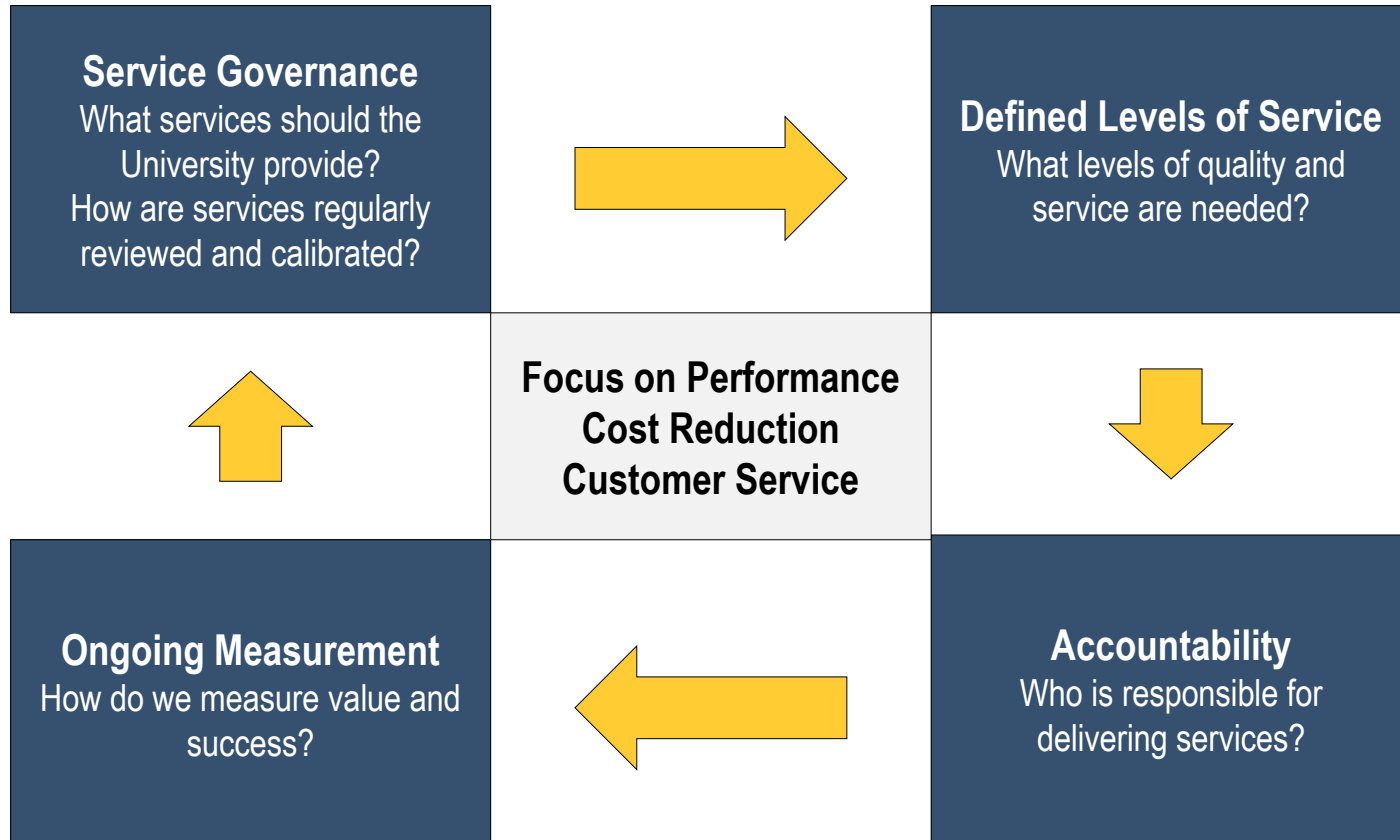 Service Governance
What services should the
University provide?
How are services regularly
reviewed and calibrated?
Defined Levels of Service
What levels of quality and
service are needed?
Focus on Performance
Cost Reduction
Customer Service
Ongoing Measurement
How do we measure value and
success?
Accountability
Who is responsible for
delivering services?